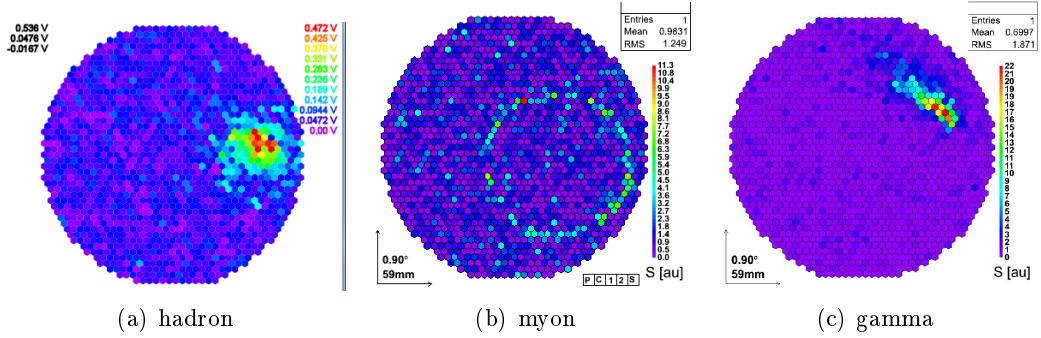 0.536 V
0.0476 V
-0.0167 V
0.472 V
0.425 V
0.378 V
0.331 V
0.283 V
0.236 V
0.189 V
0.142 V
0.0944 V
0.0472 V
0.00 V
(a) hadron
Entries 1
Mean 0.9831
RMS 1.249
11.3
10.8
10.4
9.9
9.5
9.0
8.6
8.1
7.7
7.2
6.8
6.3
5.9
5.4
5.0
4.5
4.1
3.6
3.2
2.7
2.3
1.8
1.4
0.9
0.5
0.0
S [au]
0.90°
59mm
P C 1 2 S
(b) myon
Entries 1
Mean 0.6997
RMS 1.871
22
21
20
19
18
17
16
15
14
13
12
11
10
9
8
7
6
5
4
3
2
1
0
S [au]
0.90°
59mm
(c) gamma